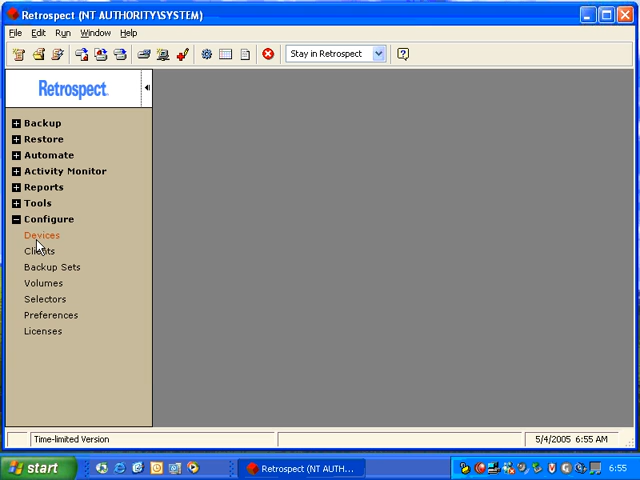 Retrospect (NT AUTHORITY\SYSTEM)
File Edit Run Window Help
Stay in Retrospect
Retrospect
Backup
Restore
Automate
Activity Monitor
Reports
Tools
Configure
Devices
Clients
Backup Sets
Volumes
Selectors
Preferences
Licenses
Time-limited Version
5/4/2005 6:55 AM
start
Retrospect (NT AUTH...
6:55